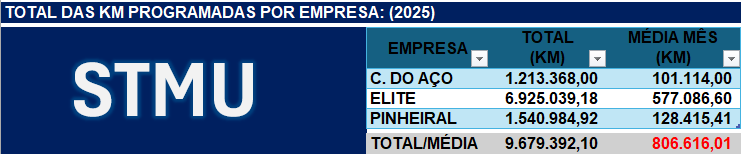 TOTAL DAS KM PROGRAMADAS POR EMPRESA: (2025)
STMU
EMPRESA TOTAL (KM) MÉDIA MÊS (KM)
C. DO AÇO 1.213.368,00 101.114,00
ELITE 6.925.039,18 577.086,60
PINHEIRAL 1.540.984,92 128.415,41
TOTAL/MÉDIA 9.679.392,10 806.616,01